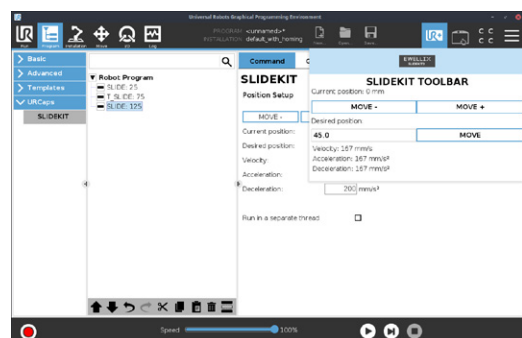 Universal Robots Graphical Programming Environment
PROGRAM <unnamed>*
INSTALLATION default_with_homing
Run Program Installation Move I/O Log
New... Open... Save...
UR+
C C
C C
Basic
Advanced
Templates
URCaps
SLIDEKIT
Robot Program
SLIDE: 25
T_SLIDE: 75
SLIDE: 125
Command
SLIDEKIT
Position Setup
MOVE -
Current position:
Desired position:
Velocity:
Acceleration:
Deceleration: 200 mm/s²
Run in a separate thread
EWELLIX
SLIDEKIT TOOLBAR
Current position: 0 mm
MOVE - MOVE +
Desired position
45.0 MOVE
Velocity: 167 mm/s
Acceleration: 167 mm/s²
Deceleration: 167 mm/s²
Speed 100%